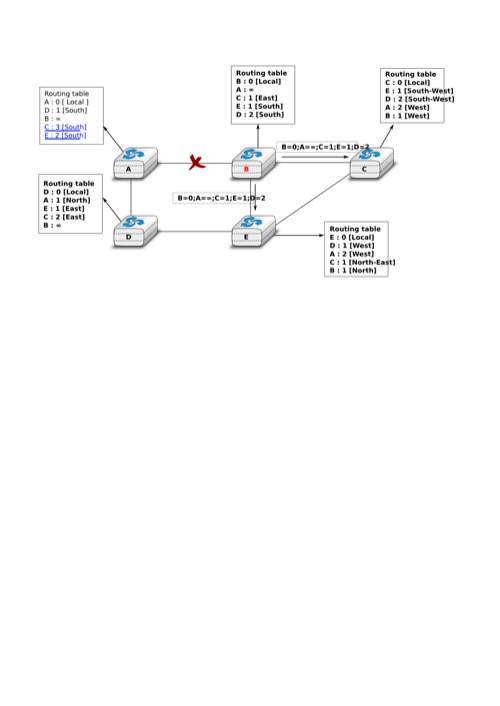 Routing table
B : 0 [Local]
A : ∞
C : 1 [East]
E : 1 [South]
D : 2 [South]
Routing table
C : 0 [Local]
E : 1 [South-West]
D : 2 [South-West]
A : 2 [West]
B : 1 [West]
Routing table
A : 0 [ Local ]
D : 1 [South]
B : ∞
C : 3 [South]
E : 2 [South]
B=0;A=∞;C=1;E=1;D=2
A
B
C
Routing table
D : 0 [Local]
A : 1 [North]
E : 1 [East]
C : 2 [East]
B : ∞
B=0;A=∞;C=1;E=1;D=2
D
E
Routing table
E : 0 [Local]
D : 1 [West]
A : 2 [West]
C : 1 [North-East]
B : 1 [North]